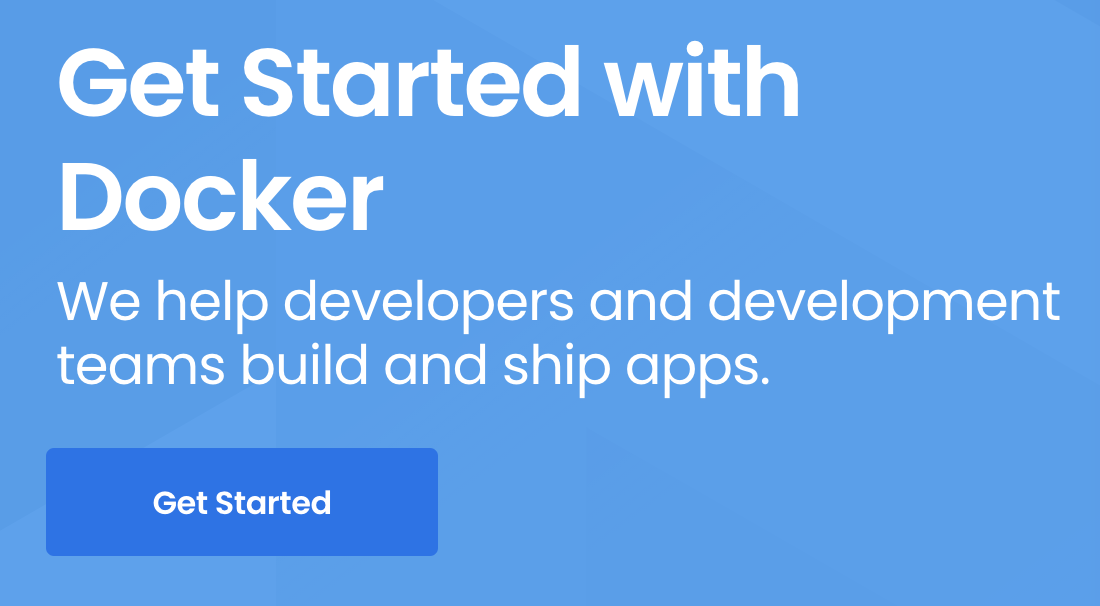 Get Started with
Docker
We help developers and development
teams build and ship apps.
Get Started